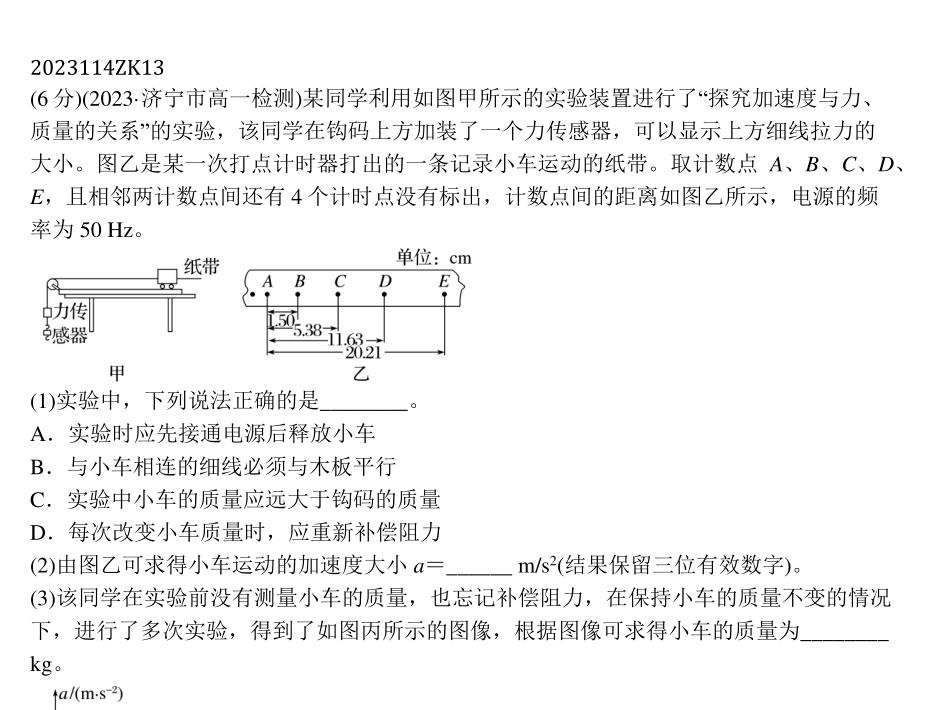 2023114ZK13
(6 分)(2023·济宁市高一检测)某同学利用如图甲所示的实验装置进行了“探究加速度与力、
质量的关系”的实验，该同学在钩码上方加装了一个力传感器，可以显示上方细线拉力的
大小。图乙是某一次打点计时器打出的一条记录小车运动的纸带。取计数点 A、B、C、D、
E，且相邻两计数点间还有 4 个计时点没有标出，计数点间的距离如图乙所示，电源的频
率为 50 Hz。
纸带
力传
感器
甲
单位：cm
A B C D E
1.50
5.38
11.63
20.21
乙
(1)实验中，下列说法正确的是________。
A．实验时应先接通电源后释放小车
B．与小车相连的细线必须与木板平行
C．实验中小车的质量应远大于钩码的质量
D．每次改变小车质量时，应重新补偿阻力
(2)由图乙可求得小车运动的加速度大小 a＝______ m/s²(结果保留三位有效数字)。
(3)该同学在实验前没有测量小车的质量，也忘记补偿阻力，在保持小车的质量不变的情况
下，进行了多次实验，得到了如图丙所示的图像，根据图像可求得小车的质量为________
kg。
a/(m·s⁻²)